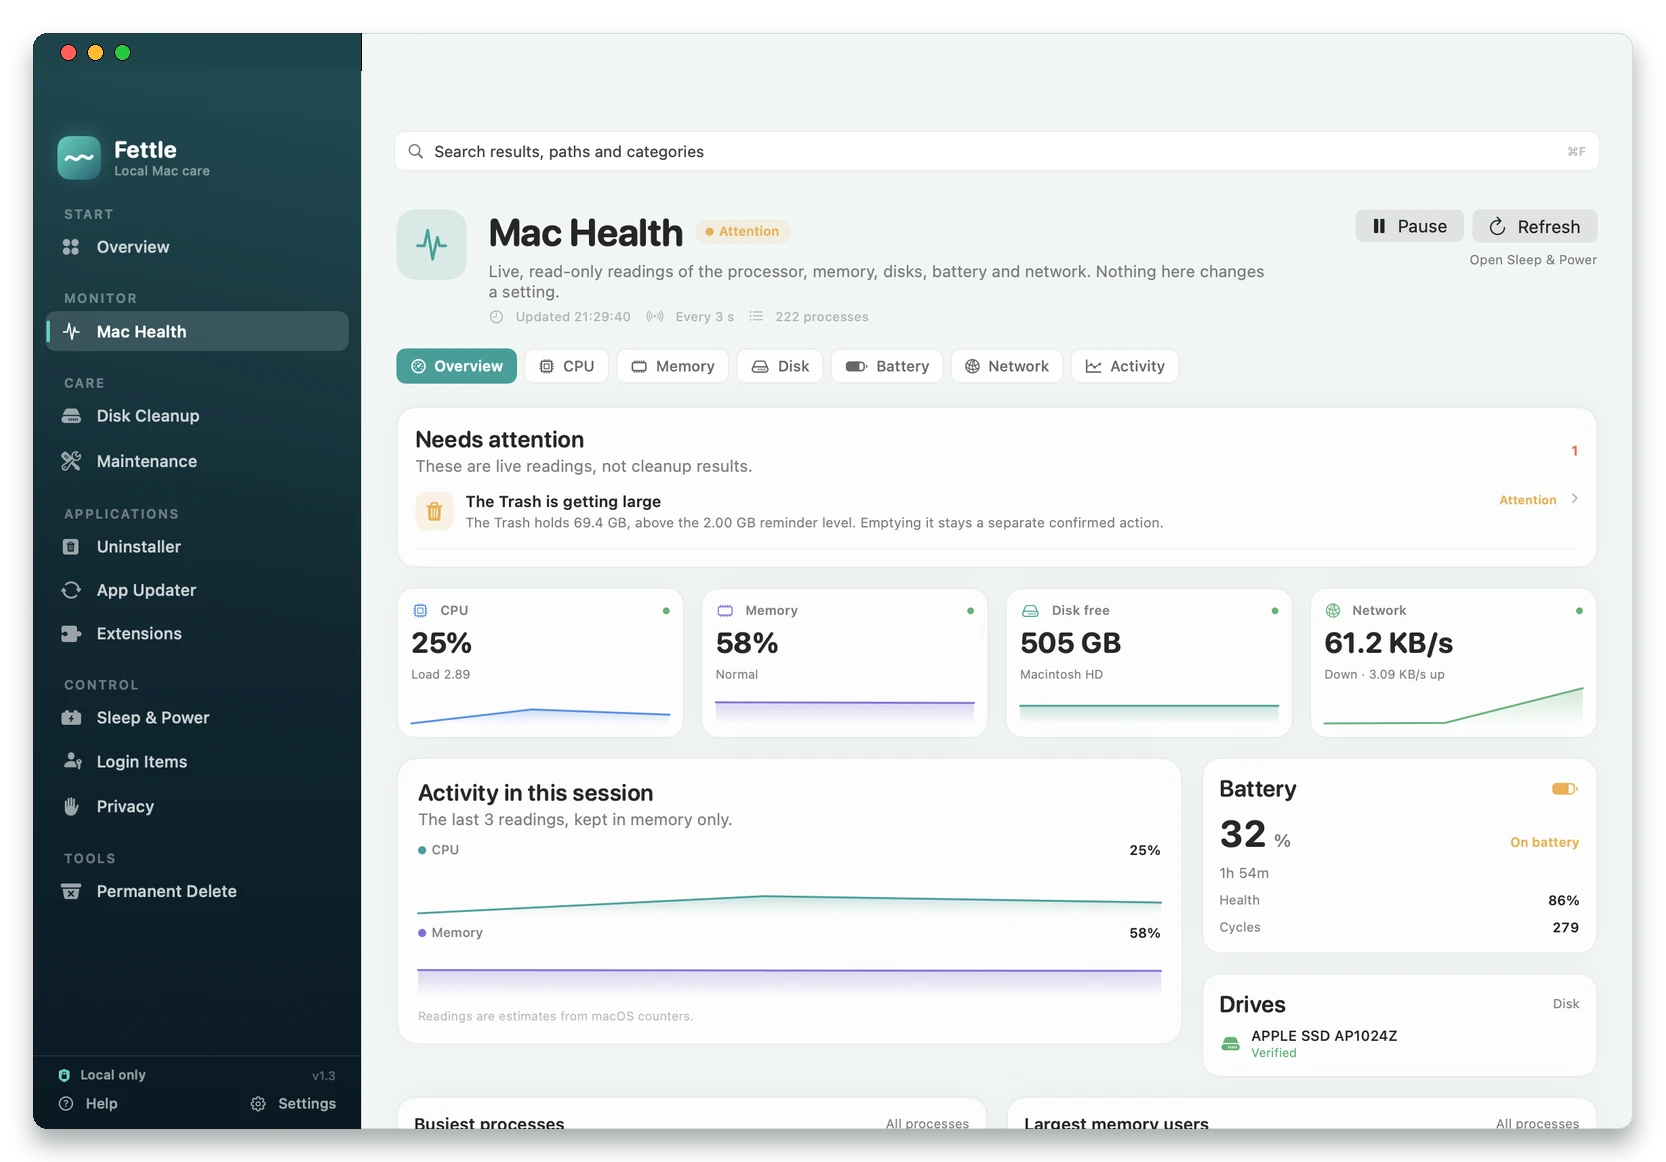 Fettle
Local Mac care
START
Overview
MONITOR
Mac Health
CARE
Disk Cleanup
Maintenance
APPLICATIONS
Uninstaller
App Updater
Extensions
CONTROL
Sleep & Power
Login Items
Privacy
TOOLS
Permanent Delete
Local only
v1.3
Help
Settings
Search results, paths and categories
⌘F
Mac Health
Attention
Pause
Refresh
Open Sleep & Power
Live, read-only readings of the processor, memory, disks, battery and network. Nothing here changes
a setting.
Updated 21:29:40
Every 3 s
222 processes
Overview
CPU
Memory
Disk
Battery
Network
Activity
Needs attention
These are live readings, not cleanup results.
1
The Trash is getting large
The Trash holds 69.4 GB, above the 2.00 GB reminder level. Emptying it stays a separate confirmed action.
Attention
CPU
25%
Load 2.89
Memory
58%
Normal
Disk free
505 GB
Macintosh HD
Network
61.2 KB/s
Down · 3.09 KB/s up
Activity in this session
The last 3 readings, kept in memory only.
CPU
25%
Memory
58%
Readings are estimates from macOS counters.
Battery
32 %
On battery
1h 54m
Health
86%
Cycles
279
Drives
Disk
APPLE SSD AP1024Z
Verified
Busiest processes
All processes
Largest memory users
All processes